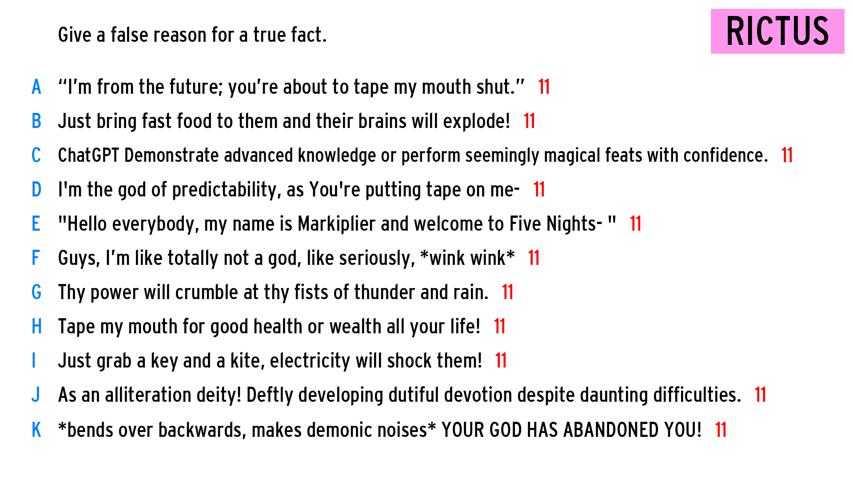 Give a false reason for a true fact.
RICTUS
A “I’m from the future; you’re about to tape my mouth shut.” 11
B Just bring fast food to them and their brains will explode! 11
C ChatGPT Demonstrate advanced knowledge or perform seemingly magical feats with confidence. 11
D I'm the god of predictability, as You're putting tape on me- 11
E "Hello everybody, my name is Markiplier and welcome to Five Nights- " 11
F Guys, I’m like totally not a god, like seriously, *wink wink* 11
G Thy power will crumble at thy fists of thunder and rain. 11
H Tape my mouth for good health or wealth all your life! 11
I Just grab a key and a kite, electricity will shock them! 11
J As an alliteration deity! Deftly developing dutiful devotion despite daunting difficulties. 11
K *bends over backwards, makes demonic noises* YOUR GOD HAS ABANDONED YOU! 11